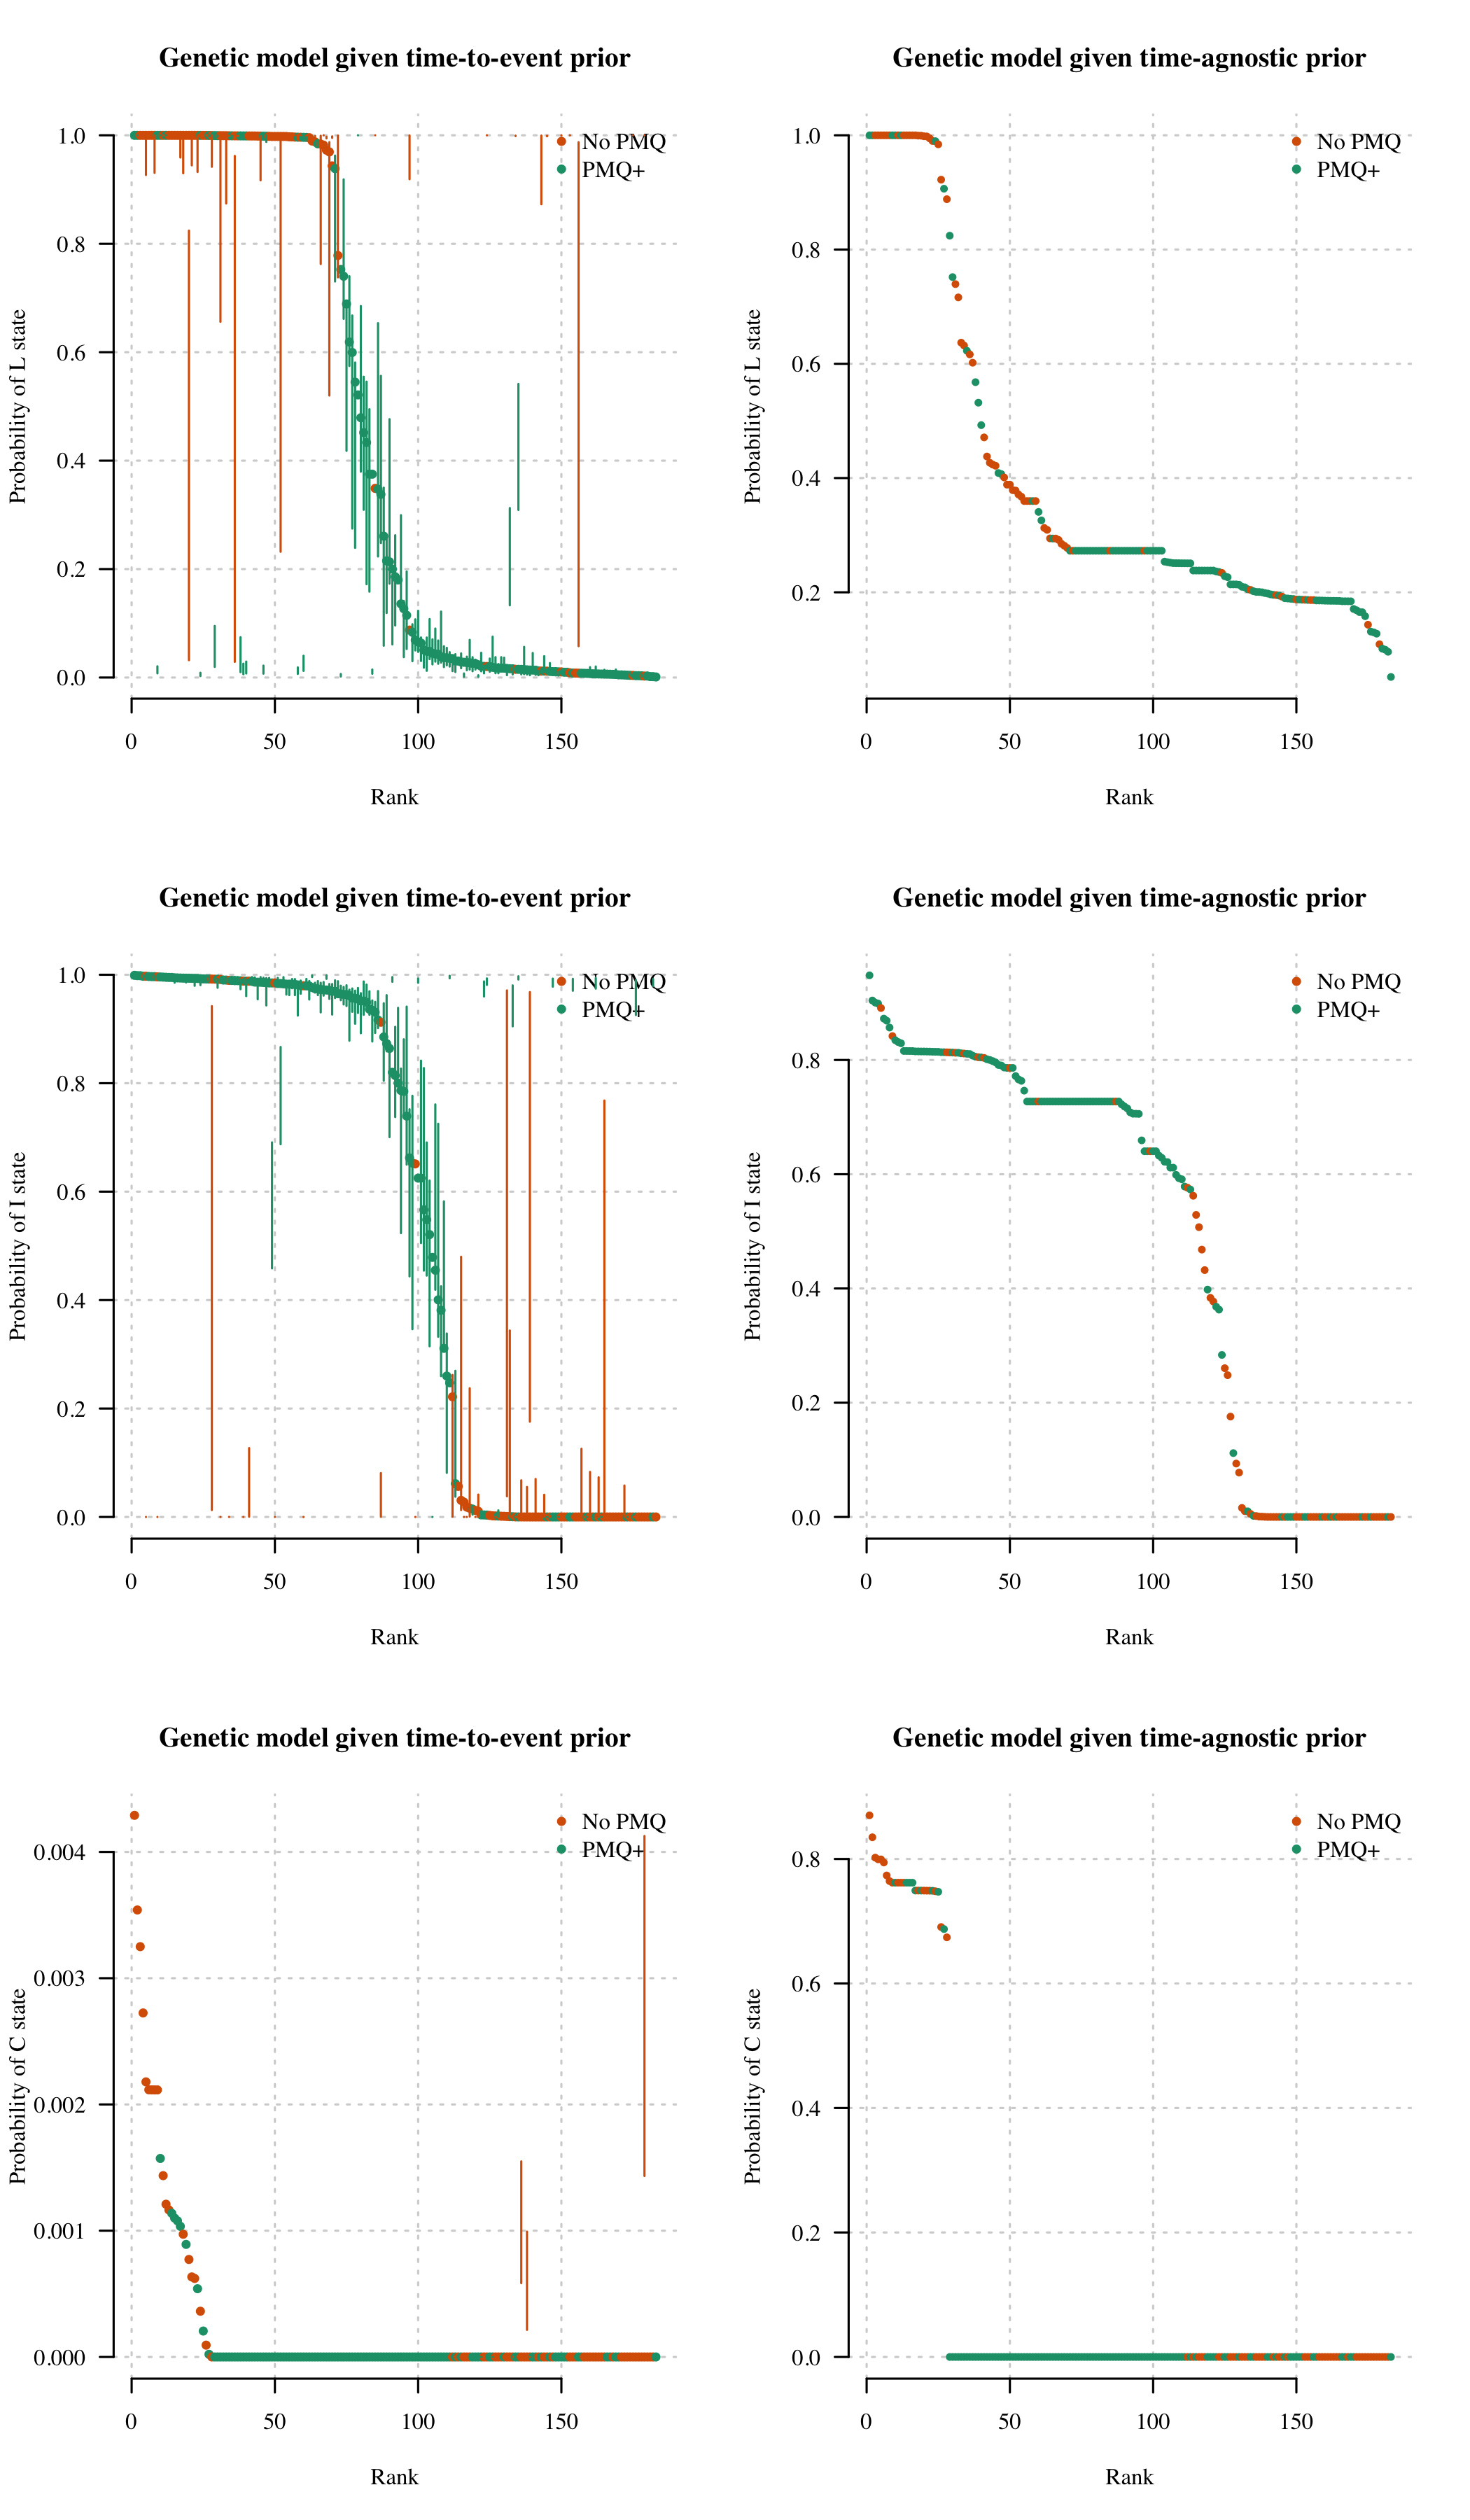 Genetic model given time-to-event prior
Probability of L state
1.0
0.8
0.6
0.4
0.2
0.0
No PMQ
PMQ+
0 50 100 150
Rank
Genetic model given time-agnostic prior
Probability of L state
1.0
0.8
0.6
0.4
0.2
No PMQ
PMQ+
0 50 100 150
Rank
Genetic model given time-to-event prior
Probability of I state
1.0
0.8
0.6
0.4
0.2
0.0
No PMQ
PMQ+
0 50 100 150
Rank
Genetic model given time-agnostic prior
Probability of I state
0.8
0.6
0.4
0.2
0.0
No PMQ
PMQ+
0 50 100 150
Rank
Genetic model given time-to-event prior
Probability of C state
0.004
0.003
0.002
0.001
0.000
No PMQ
PMQ+
0 50 100 150
Rank
Genetic model given time-agnostic prior
Probability of C state
0.8
0.6
0.4
0.2
0.0
No PMQ
PMQ+
0 50 100 150
Rank